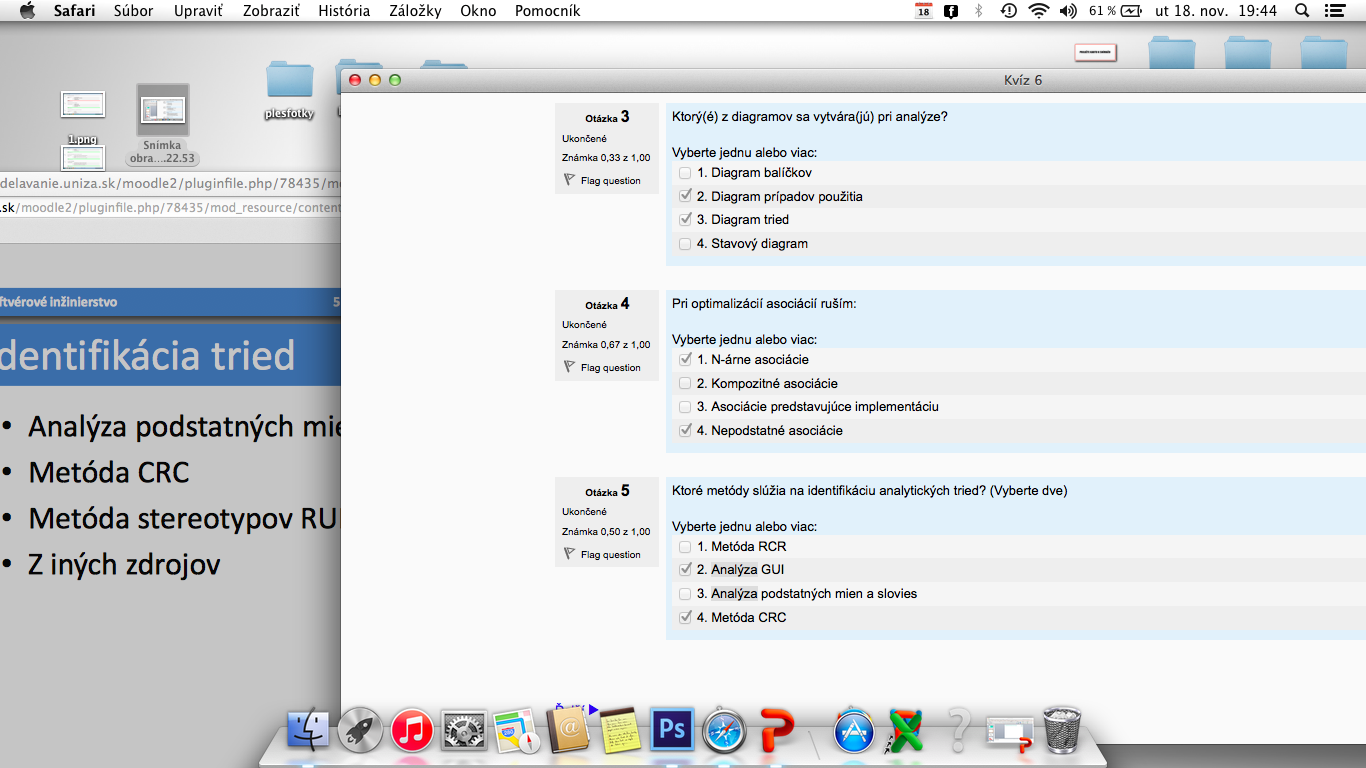 Safari Súbor Upraviť Zobraziť História Záložky Okno Pomocník
18 61 % ut 18. nov. 19:44
plesfotky
1.png
Snímka
obra....22.53
delavanie.uniza.sk/moodle2/pluginfile.php/78435/m
.sk/moodle2/pluginfile.php/78435/mod_resource/content
ftvérové inžinierstvo 5
dentifikácia tried
• Analýza podstatných mie
• Metóda CRC
• Metóda stereotypov RU
• Z iných zdrojov
Kvíz 6
Otázka 3
Ukončené
Známka 0,33 z 1,00
Flag question
Ktorý(é) z diagramov sa vytvára(jú) pri analýze?
Vyberte jednu alebo viac:
1. Diagram balíčkov
2. Diagram prípadov použitia
3. Diagram tried
4. Stavový diagram
Otázka 4
Ukončené
Známka 0,67 z 1,00
Flag question
Pri optimalizácií asociácií ruším:
Vyberte jednu alebo viac:
1. N-árne asociácie
2. Kompozitné asociácie
3. Asociácie predstavujúce implementáciu
4. Nepodstatné asociácie
Otázka 5
Ukončené
Známka 0,50 z 1,00
Flag question
Ktoré metódy slúžia na identifikáciu analytických tried? (Vyberte dve)
Vyberte jednu alebo viac:
1. Metóda RCR
2. Analýza GUI
3. Analýza podstatných mien a slovies
4. Metóda CRC
Ps